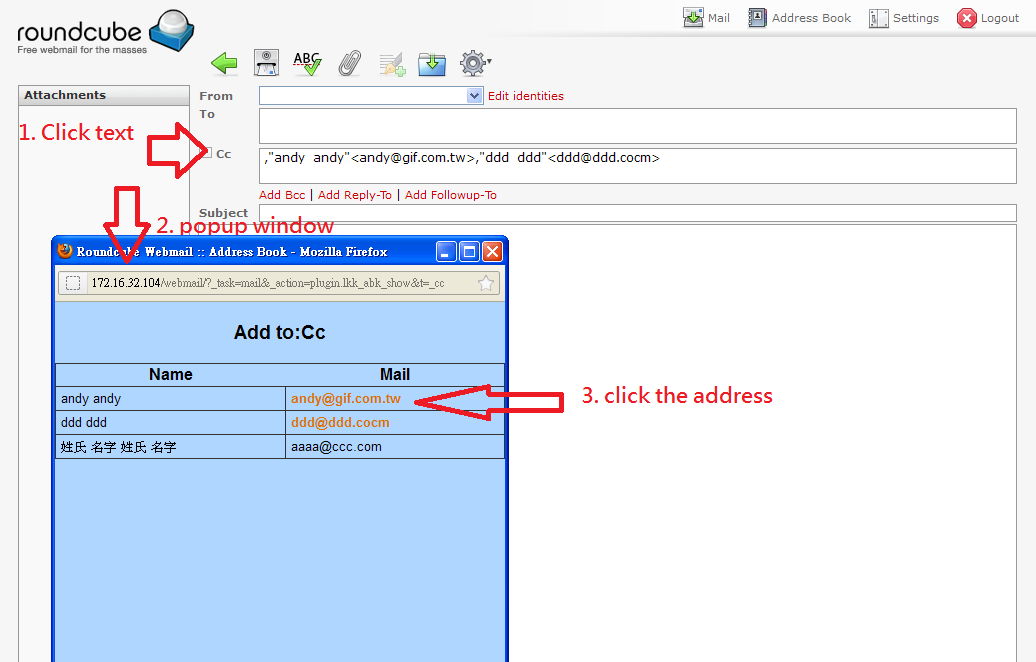 roundcube
Free webmail for the masses
Mail
Address Book
Settings
Logout
ABC
Attachments
From
Edit identities
To
1. Click text
Cc
,"andy  andy"<andy@gif.com.tw>,"ddd  ddd"<ddd@ddd.cocm>
Add Bcc | Add Reply-To | Add Followup-To
Subject
2. popup window
Roundcube Webmail :: Address Book - Mozilla Firefox
172.16.32.104/webmail/?_task=mail&_action=plugin.lkk_abk_show&t=_cc
Add to:Cc
Name Mail
andy andy andy@gif.com.tw
3. click the address
ddd ddd ddd@ddd.cocm
姓氏 名字 姓氏 名字 aaaa@ccc.com